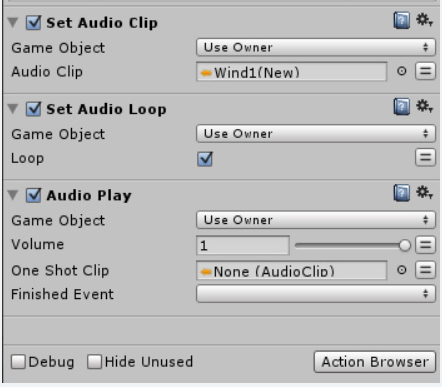 Set Audio Clip
Game Object Use Owner
Audio Clip Wind1(New)
Set Audio Loop
Game Object Use Owner
Loop
Audio Play
Game Object Use Owner
Volume 1
One Shot Clip None (AudioClip)
Finished Event
Debug Hide Unused Action Browser